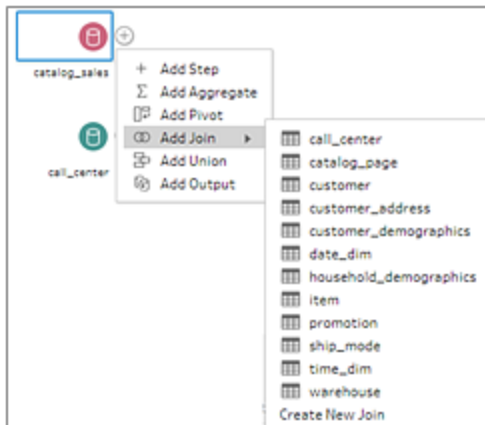 catalog_sales
call_center
+ Add Step
Σ Add Aggregate
Add Pivot
Add Join
Add Union
Add Output
call_center
catalog_page
customer
customer_address
customer_demographics
date_dim
household_demographics
item
promotion
ship_mode
time_dim
warehouse
Create New Join